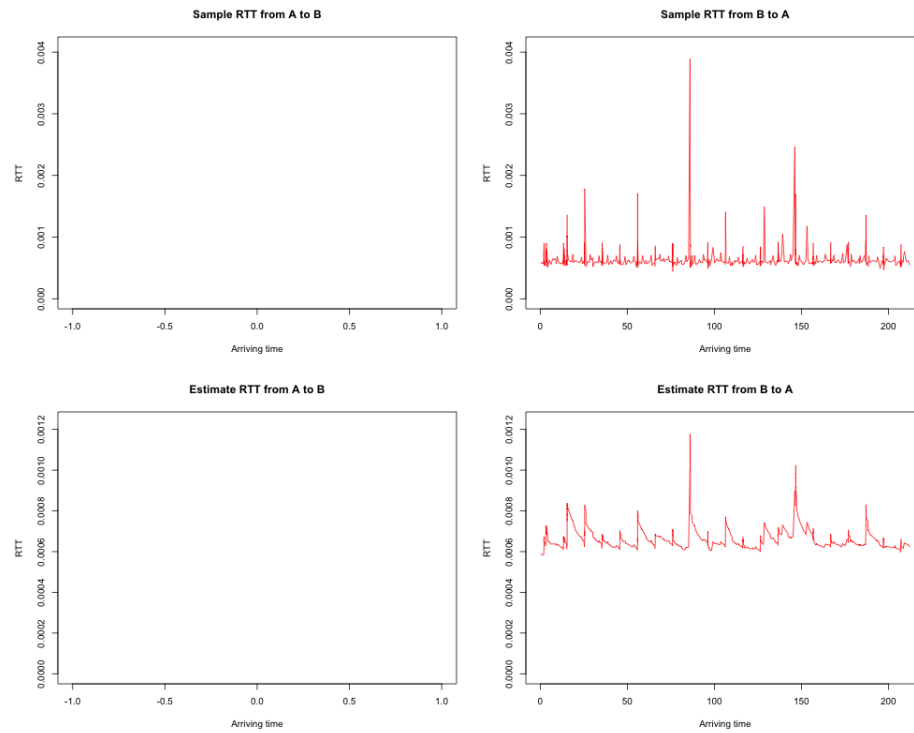 Sample RTT from A to B
RTT
0.000 0.001 0.002 0.003 0.004
-1.0 -0.5 0.0 0.5 1.0
Arriving time
Sample RTT from B to A
RTT
0.000 0.001 0.002 0.003 0.004
0 50 100 150 200
Arriving time
Estimate RTT from A to B
RTT
0.0000 0.0002 0.0004 0.0006 0.0008 0.0010 0.0012
-1.0 -0.5 0.0 0.5 1.0
Arriving time
Estimate RTT from B to A
RTT
0.0000 0.0002 0.0004 0.0006 0.0008 0.0010 0.0012
0 50 100 150 200
Arriving time